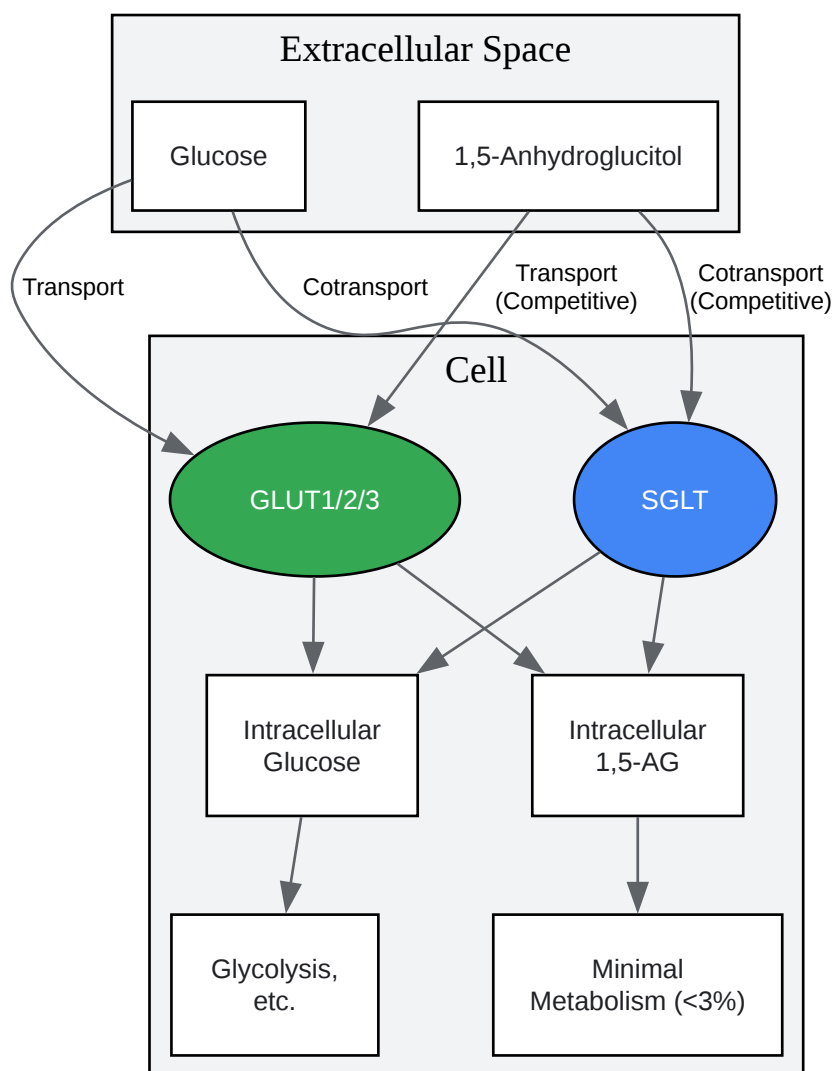 Extracellular Space
Glucose
1,5-Anhydroglucitol
Transport
Cotransport
Transport
(Competitive)
Cotransport
(Competitive)
Cell
GLUT1/2/3
SGLT
Intracellular
Glucose
Intracellular
1,5-AG
Glycolysis,
etc.
Minimal
Metabolism (<3%)